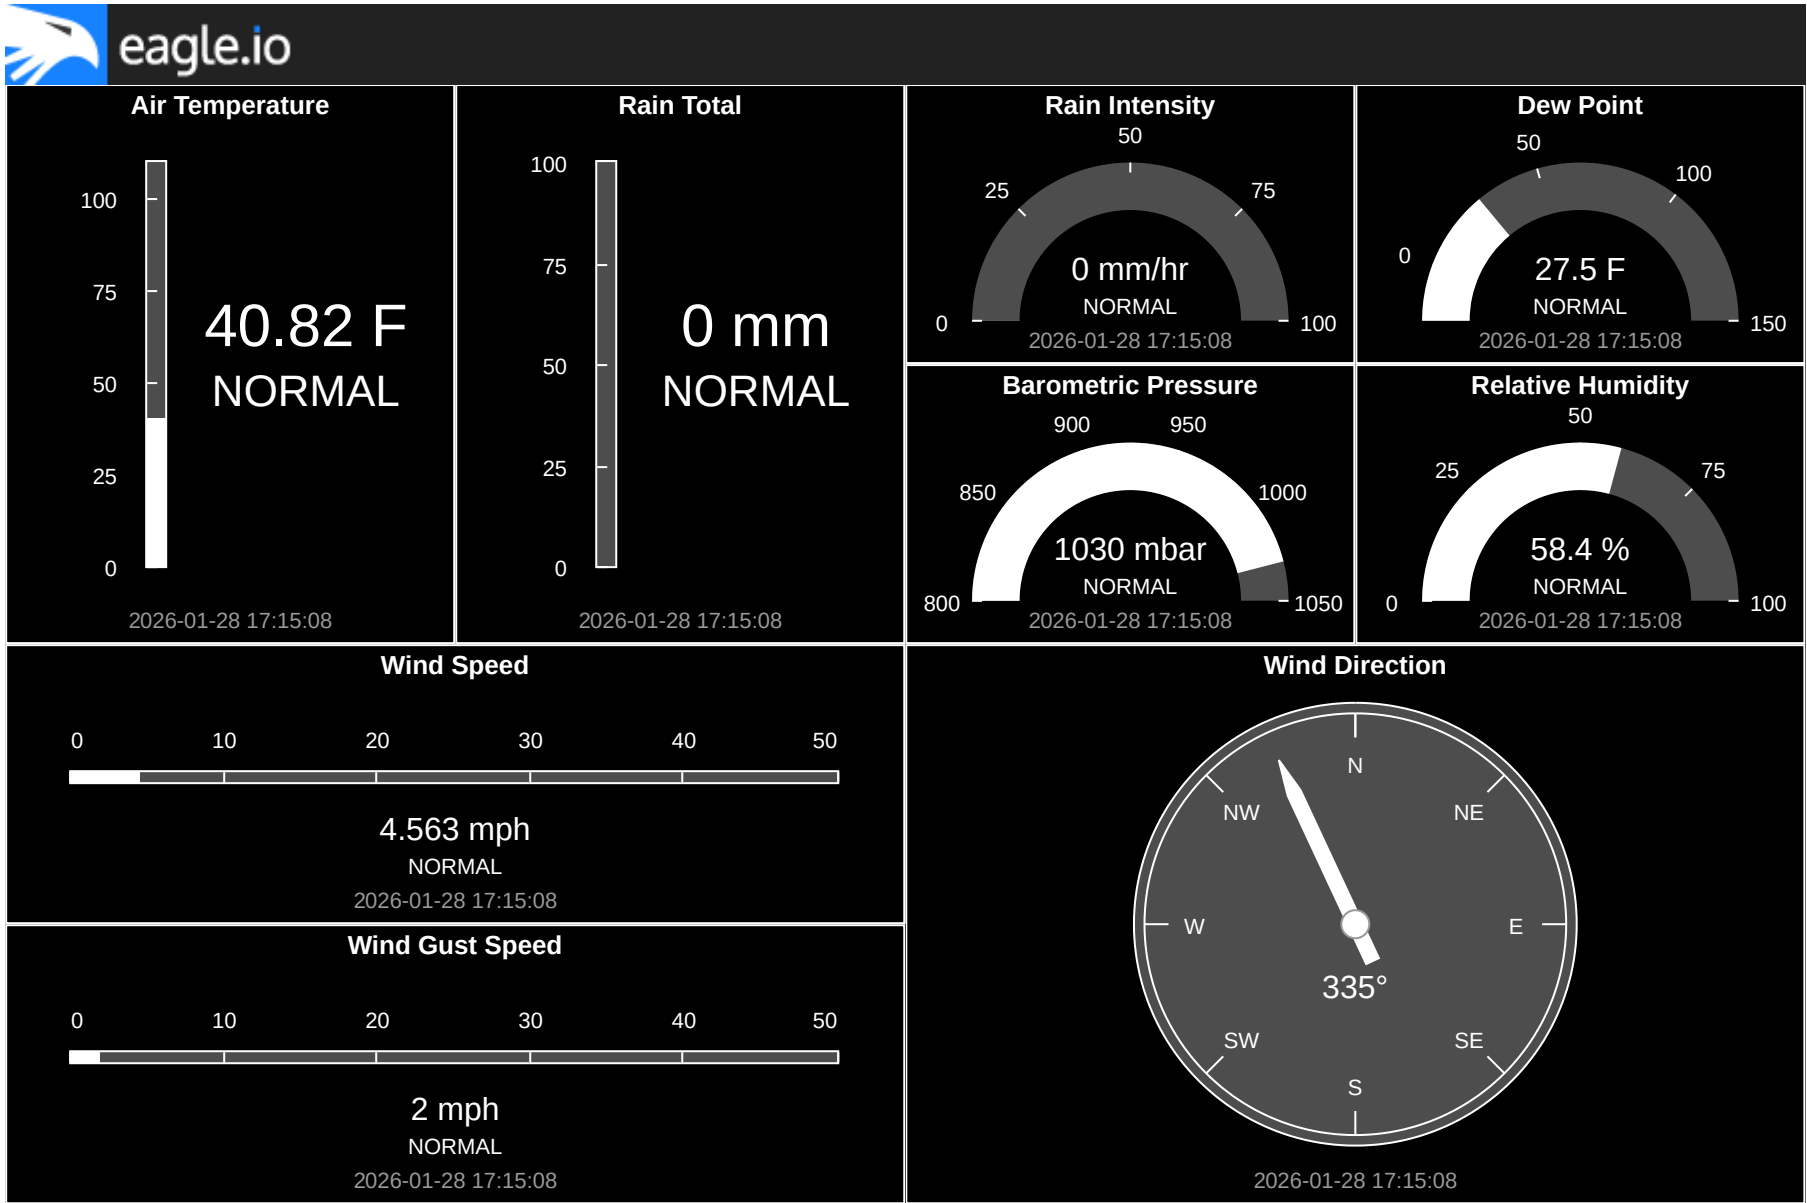 eagle.io
Air Temperature
100
75
50
25
0
40.82 F
NORMAL
2026-01-28 17:15:08
Rain Total
100
75
50
25
0
0 mm
NORMAL
2026-01-28 17:15:08
Rain Intensity
50
25
75
0
100
0 mm/hr
NORMAL
2026-01-28 17:15:08
Dew Point
50
100
0
150
27.5 F
NORMAL
2026-01-28 17:15:08
Barometric Pressure
900
950
850
1000
800
1050
1030 mbar
NORMAL
2026-01-28 17:15:08
Relative Humidity
50
25
75
0
100
58.4 %
NORMAL
2026-01-28 17:15:08
Wind Speed
0 10 20 30 40 50
4.563 mph
NORMAL
2026-01-28 17:15:08
Wind Gust Speed
0 10 20 30 40 50
2 mph
NORMAL
2026-01-28 17:15:08
Wind Direction
N
NW NE
W E
335°
SW SE
S
2026-01-28 17:15:08